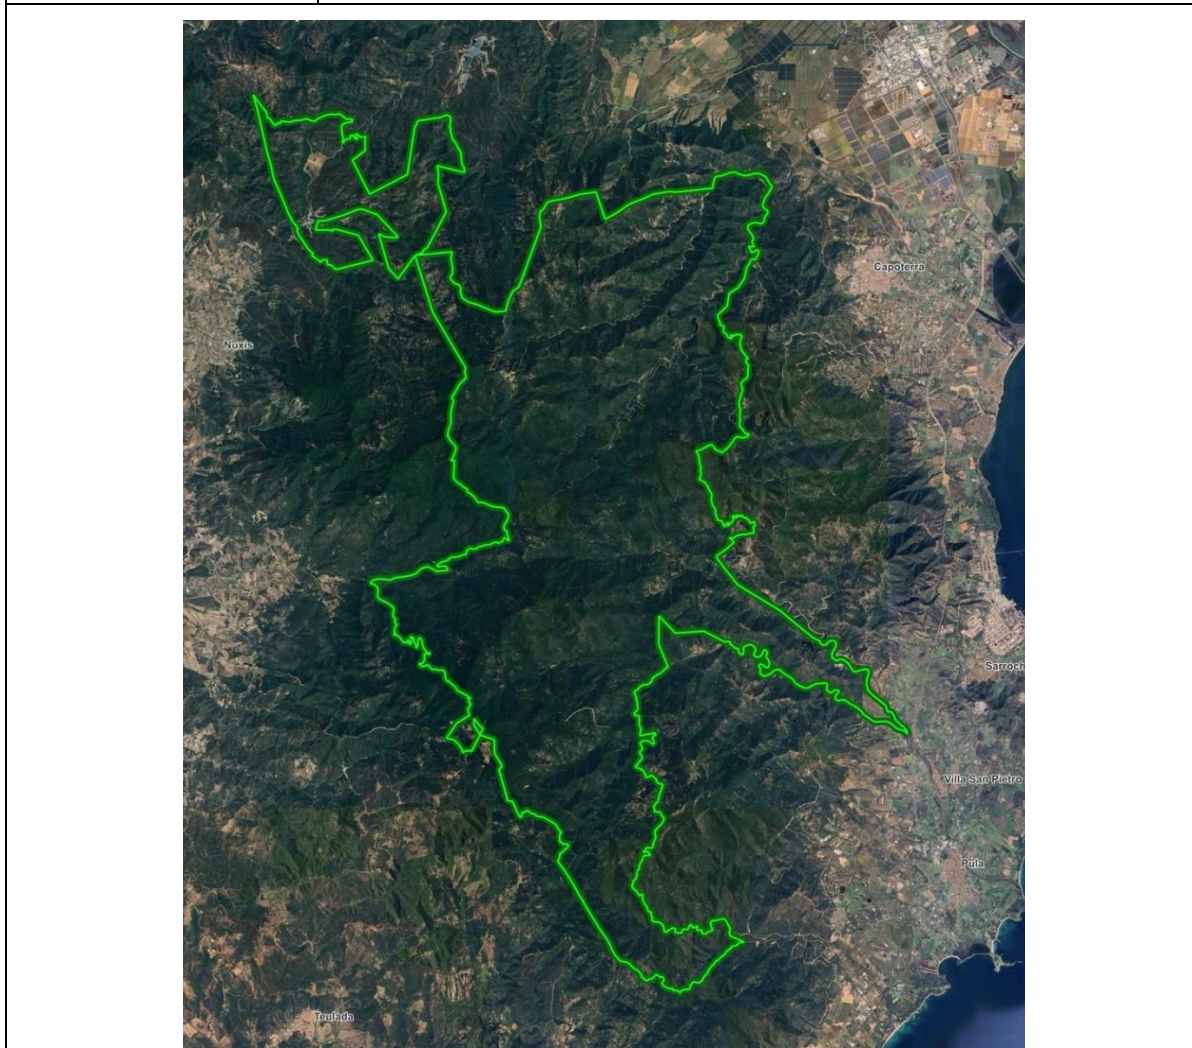 Capoterra
Nuxis
Sarroch
Villa San Pietro
Pula
Teulada